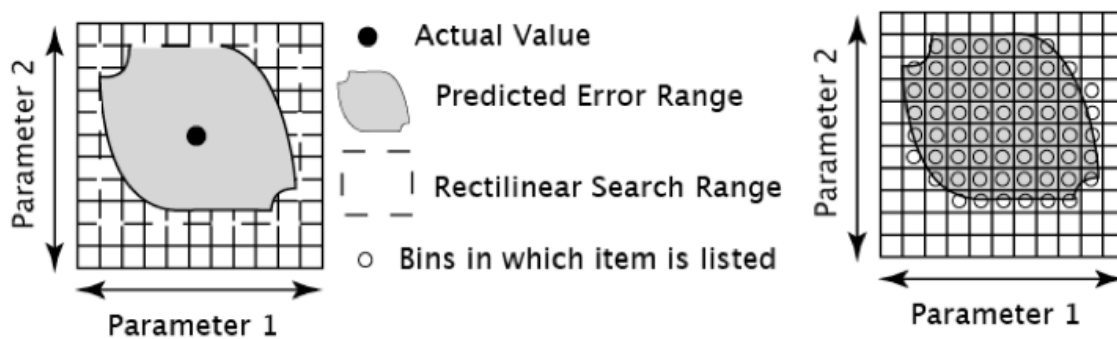 Parameter 2
Parameter 1
Actual Value
Predicted Error Range
Rectilinear Search Range
Bins in which item is listed
Parameter 2
Parameter 1